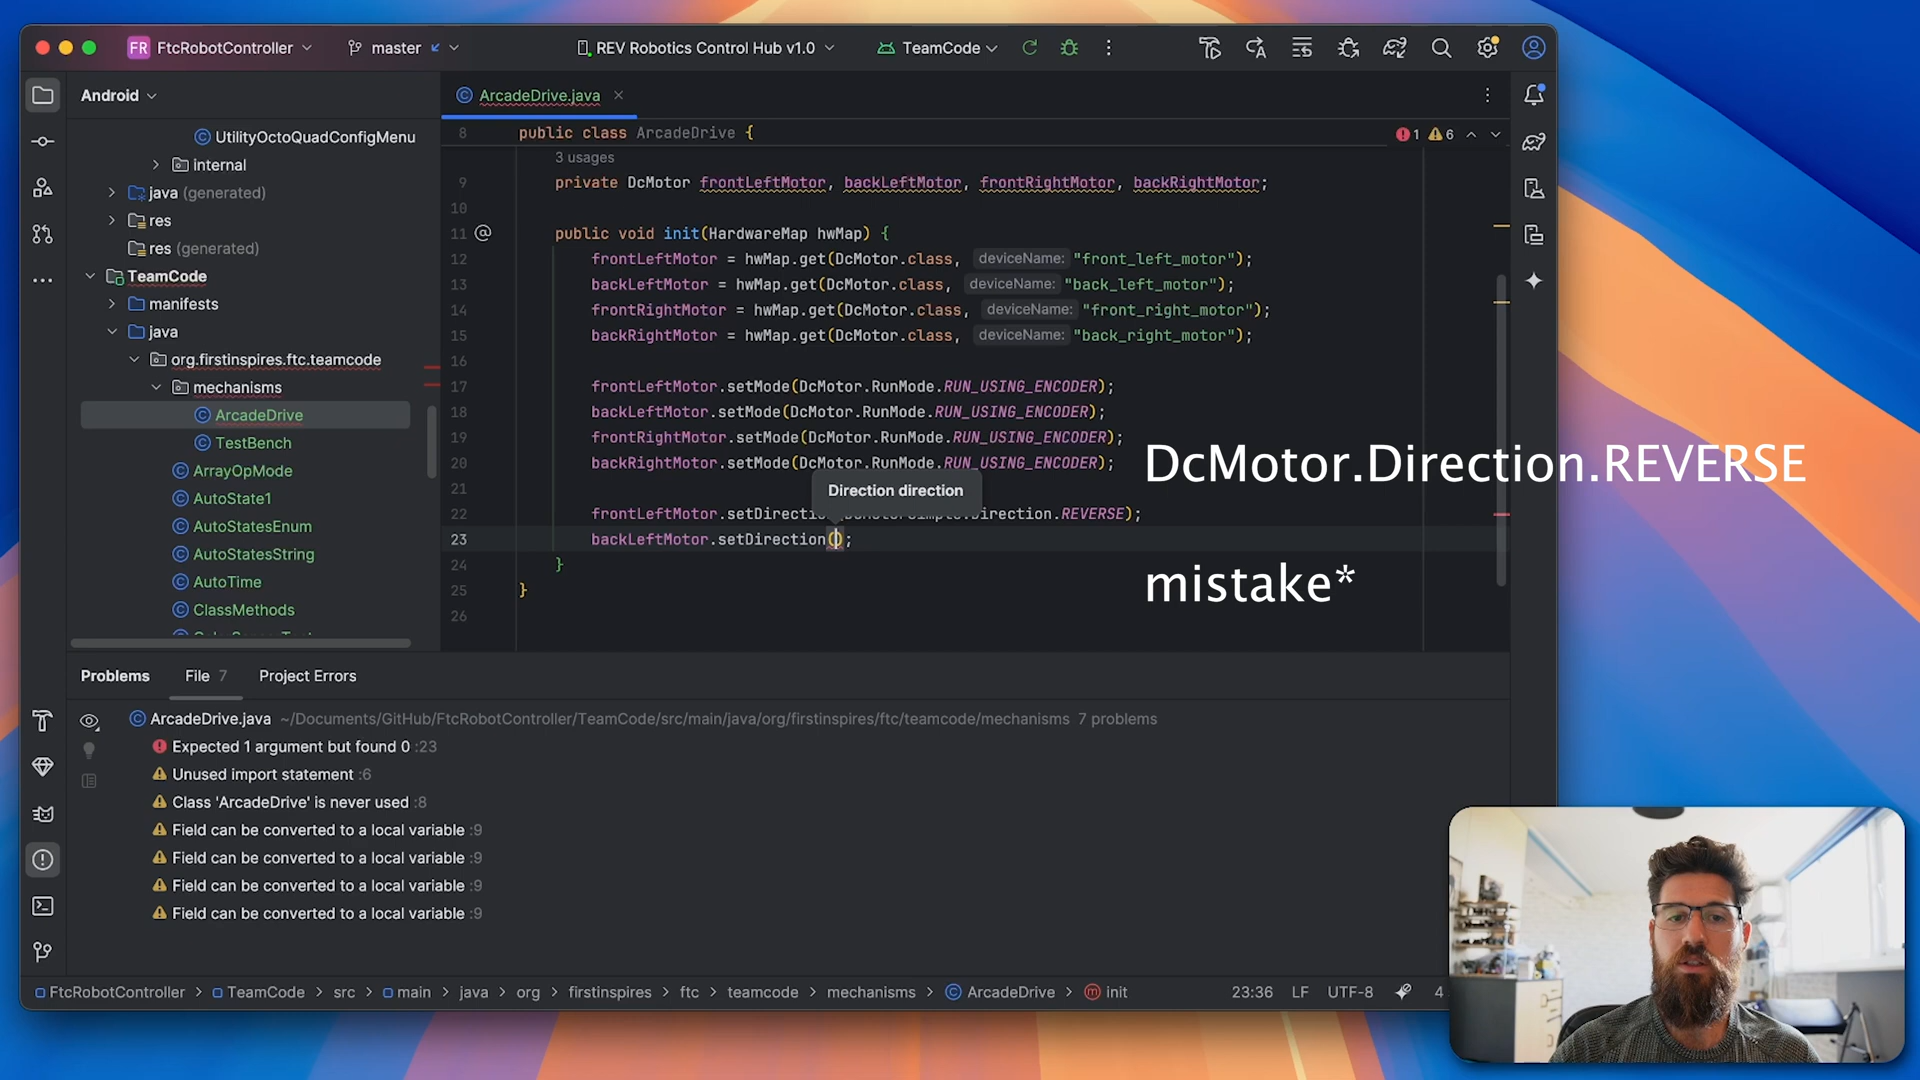 FR FtcRobotController
master
REV Robotics Control Hub v1.0
TeamCode
Android
ArcadeDrive.java
UtilityOctoQuadConfigMenu
internal
java (generated)
res
res (generated)
TeamCode
manifests
java
org.firstinspires.ftc.teamcode
mechanisms
ArcadeDrive
TestBench
ArrayOpMode
AutoState1
AutoStatesEnum
AutoStatesString
AutoTime
ClassMethods
8 public class ArcadeDrive {
1 6
3 usages
9 private DcMotor frontLeftMotor, backLeftMotor, frontRightMotor, backRightMotor;
10
11 @ public void init(HardwareMap hwMap) {
12 frontLeftMotor = hwMap.get(DcMotor.class, deviceName: "front_left_motor");
13 backLeftMotor = hwMap.get(DcMotor.class, deviceName: "back_left_motor");
14 frontRightMotor = hwMap.get(DcMotor.class, deviceName: "front_right_motor");
15 backRightMotor = hwMap.get(DcMotor.class, deviceName: "back_right_motor");
16
17 frontLeftMotor.setMode(DcMotor.RunMode.RUN_USING_ENCODER);
18 backLeftMotor.setMode(DcMotor.RunMode.RUN_USING_ENCODER);
19 frontRightMotor.setMode(DcMotor.RunMode.RUN_USING_ENCODER);
20 backRightMotor.setMode(DcMotor.RunMode.RUN_USING_ENCODER);
21
Direction direction
22 frontLeftMotor.setDirection(DcMotorSimple.Direction.REVERSE);
23 backLeftMotor.setDirection();
24 }
25 }
26
DcMotor.Direction.REVERSE
mistake*
Problems File 7 Project Errors
ArcadeDrive.java ~/Documents/GitHub/FtcRobotController/TeamCode/src/main/java/org/firstinspires/ftc/teamcode/mechanisms 7 problems
Expected 1 argument but found 0 :23
Unused import statement :6
Class 'ArcadeDrive' is never used :8
Field can be converted to a local variable :9
Field can be converted to a local variable :9
Field can be converted to a local variable :9
Field can be converted to a local variable :9
FtcRobotController > TeamCode > src > main > java > org > firstinspires > ftc > teamcode > mechanisms > ArcadeDrive > init
23:36 LF UTF-8 4